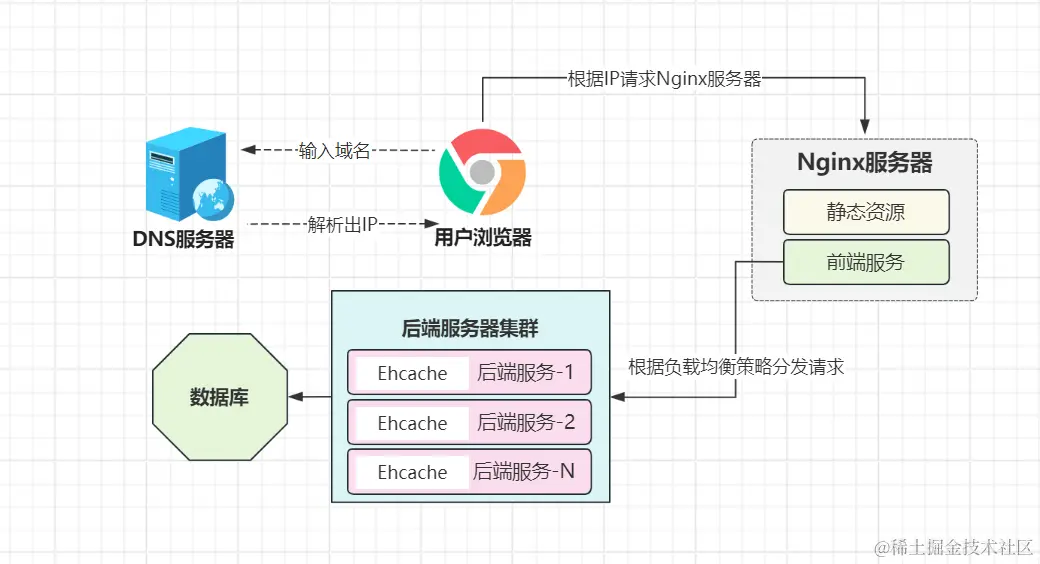 根据IP请求Nginx服务器
输入域名
解析出IP
DNS服务器
用户浏览器
Nginx服务器
静态资源
前端服务
根据负载均衡策略分发请求
后端服务器集群
Ehcache 后端服务-1
Ehcache 后端服务-2
Ehcache 后端服务-N
数据库
@稀土掘金技术社区